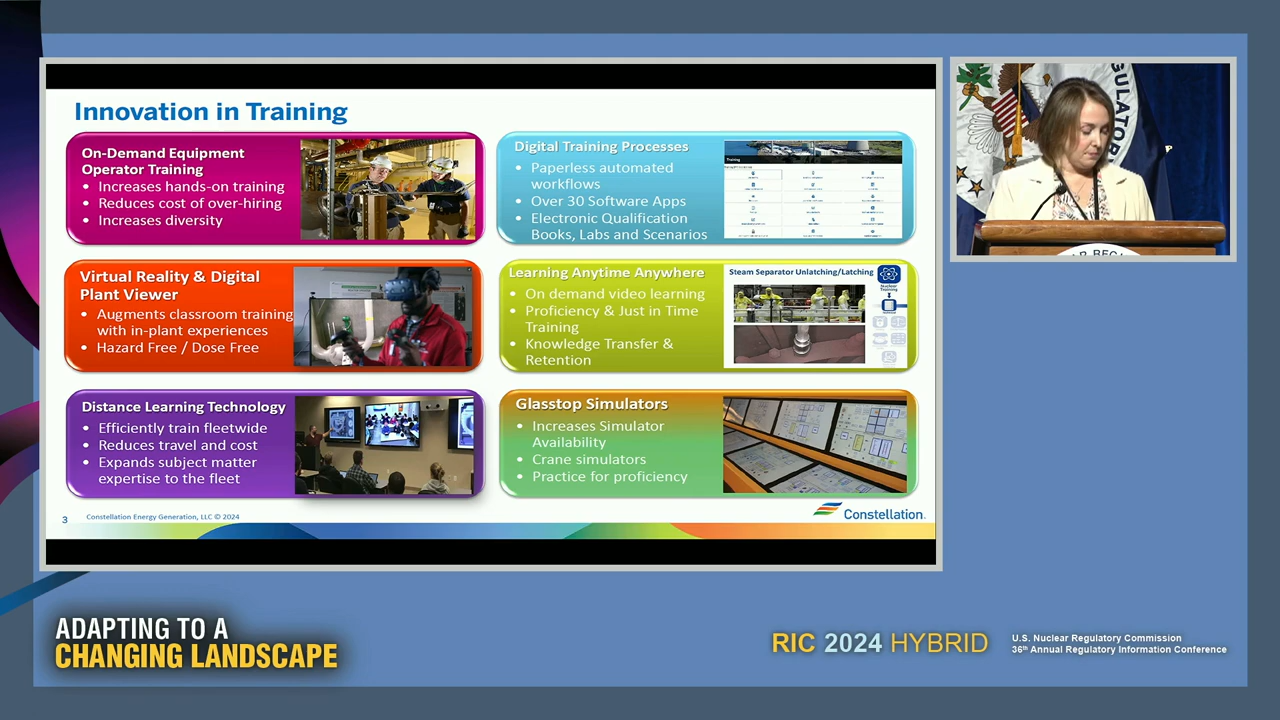 Innovation in Training
On-Demand Equipment
Operator Training
• Increases hands-on training
• Reduces cost of over-hiring
• Increases diversity
Digital Training Processes
• Paperless automated
workflows
• Over 30 Software Apps
• Electronic Qualification
Books, Labs and Scenarios
Training
Virtual Reality & Digital
Plant Viewer
• Augments classroom training
with in-plant experiences
• Hazard Free / Dose Free
Learning Anytime Anywhere
• On demand video learning
• Proficiency & Just in Time
Training
• Knowledge Transfer &
Retention
Steam Separator Unlatching/Latching
Nuclear
Training
Distance Learning Technology
• Efficiently train fleetwide
• Reduces travel and cost
• Expands subject matter
expertise to the fleet
Glasstop Simulators
• Increases Simulator
Availability
• Crane simulators
• Practice for proficiency
3
Constellation Energy Generation, LLC © 2024
Constellation.
GULATOR
ADAPTING TO A
CHANGING LANDSCAPE
RIC 2024 HYBRID
U.S. Nuclear Regulatory Commission
36th Annual Regulatory Information Conference